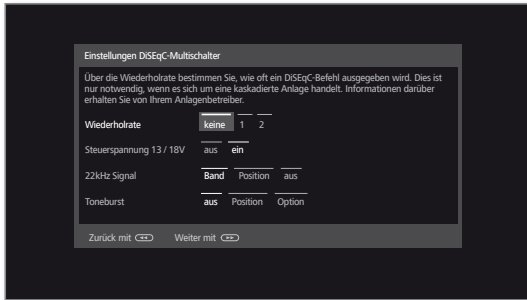 Einstellungen DiSEqC-Multischalter
Über die Wiederholrate bestimmen Sie, wie oft ein DiSEqC-Befehl ausgegeben wird. Dies ist
nur notwendig, wenn es sich um eine kaskadierte Anlage handelt. Informationen darüber
erhalten Sie von Ihrem Anlagenbetreiber.
Wiederholrate keine 1 2
Steuerspannung 13 / 18V aus ein
22kHz Signal Band Position aus
Toneburst aus Position Option
Zurück mit Weiter mit